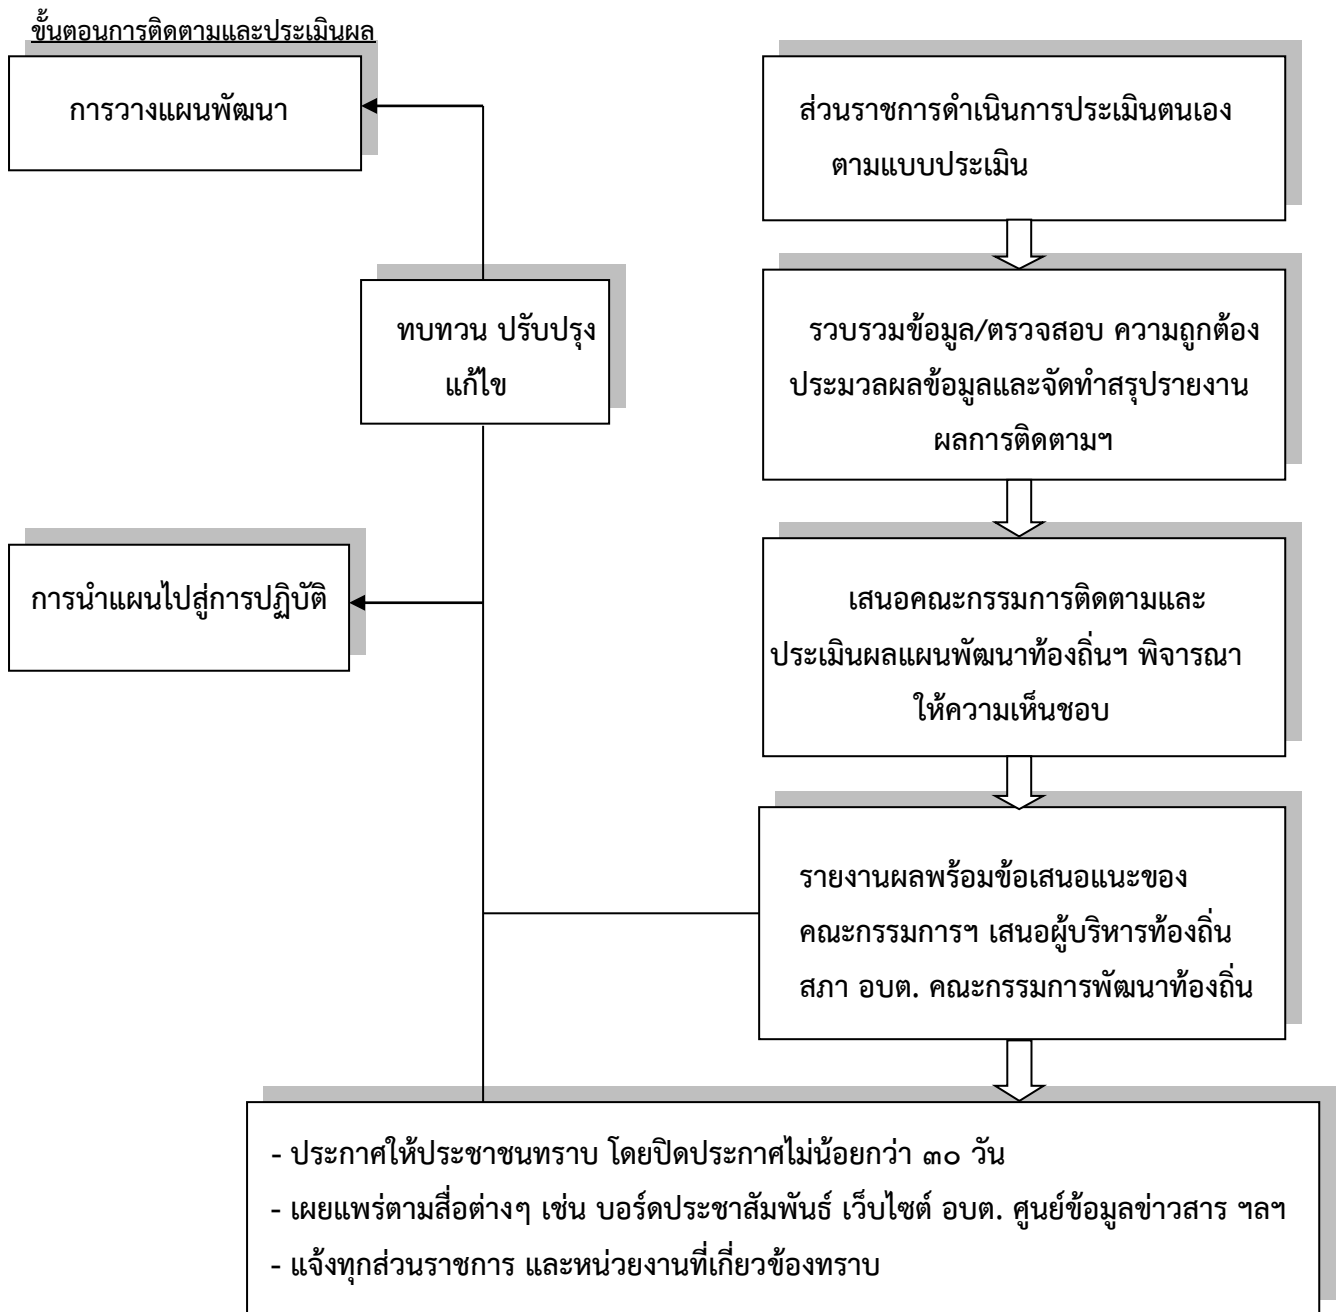 ขั้นตอนการติดตามและประเมินผล
การวางแผนพัฒนา
ทบทวน ปรับปรุง
แก้ไข
การนำแผนไปสู่การปฏิบัติ
ส่วนราชการดำเนินการประเมินตนเอง
ตามแบบประเมิน
รวบรวมข้อมูล/ตรวจสอบ ความถูกต้อง
ประมวลผลข้อมูลและจัดทำสรุปรายงาน
ผลการติดตามฯ
เสนอคณะกรรมการติดตามและ
ประเมินผลแผนพัฒนาท้องถิ่นฯ พิจารณา
ให้ความเห็นชอบ
รายงานผลพร้อมข้อเสนอแนะของ
คณะกรรมการฯ เสนอผู้บริหารท้องถิ่น
สภา อบต. คณะกรรมการพัฒนาท้องถิ่น
- ประกาศให้ประชาชนทราบ โดยปิดประกาศไม่น้อยกว่า ๓๐ วัน
- เผยแพร่ตามสื่อต่างๆ เช่น บอร์ดประชาสัมพันธ์ เว็บไซต์ อบต. ศูนย์ข้อมูลข่าวสาร ฯลฯ
- แจ้งทุกส่วนราชการ และหน่วยงานที่เกี่ยวข้องทราบ